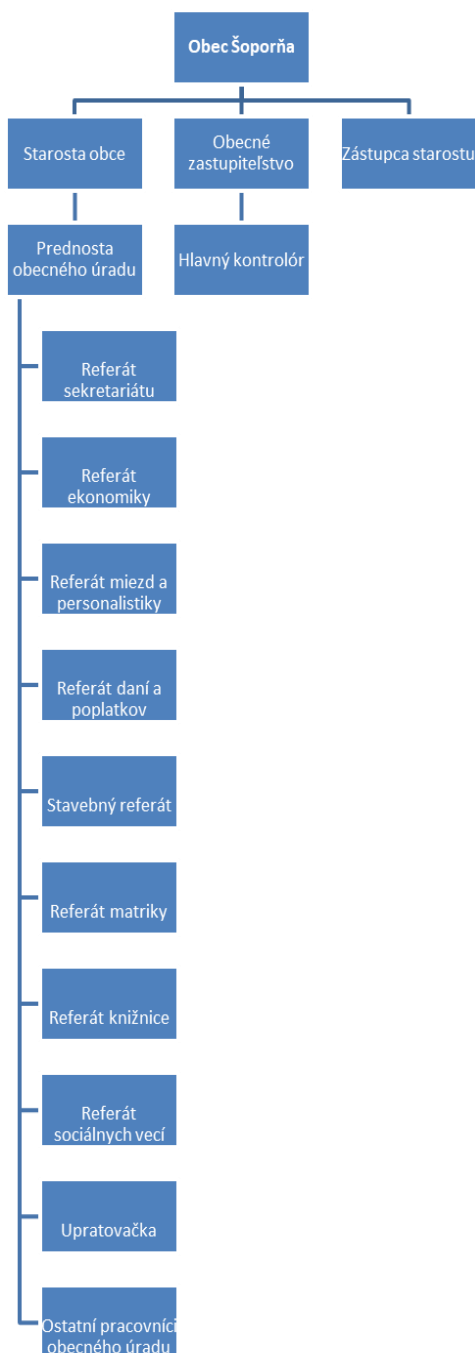 Obec Šoporňa
Starosta obce
Obecné
zastupiteľstvo
Zástupca starostu
Prednosta
obecného úradu
Hlavný kontrolór
Referát
sekretariátu
Referát
ekonomiky
Referát miezd a
personalistiky
Referát daní a
poplatkov
Stavebný referát
Referát matriky
Referát knižnice
Referát
sociálnych vecí
Upratovačka
Ostatní pracovníci
obecného úradu